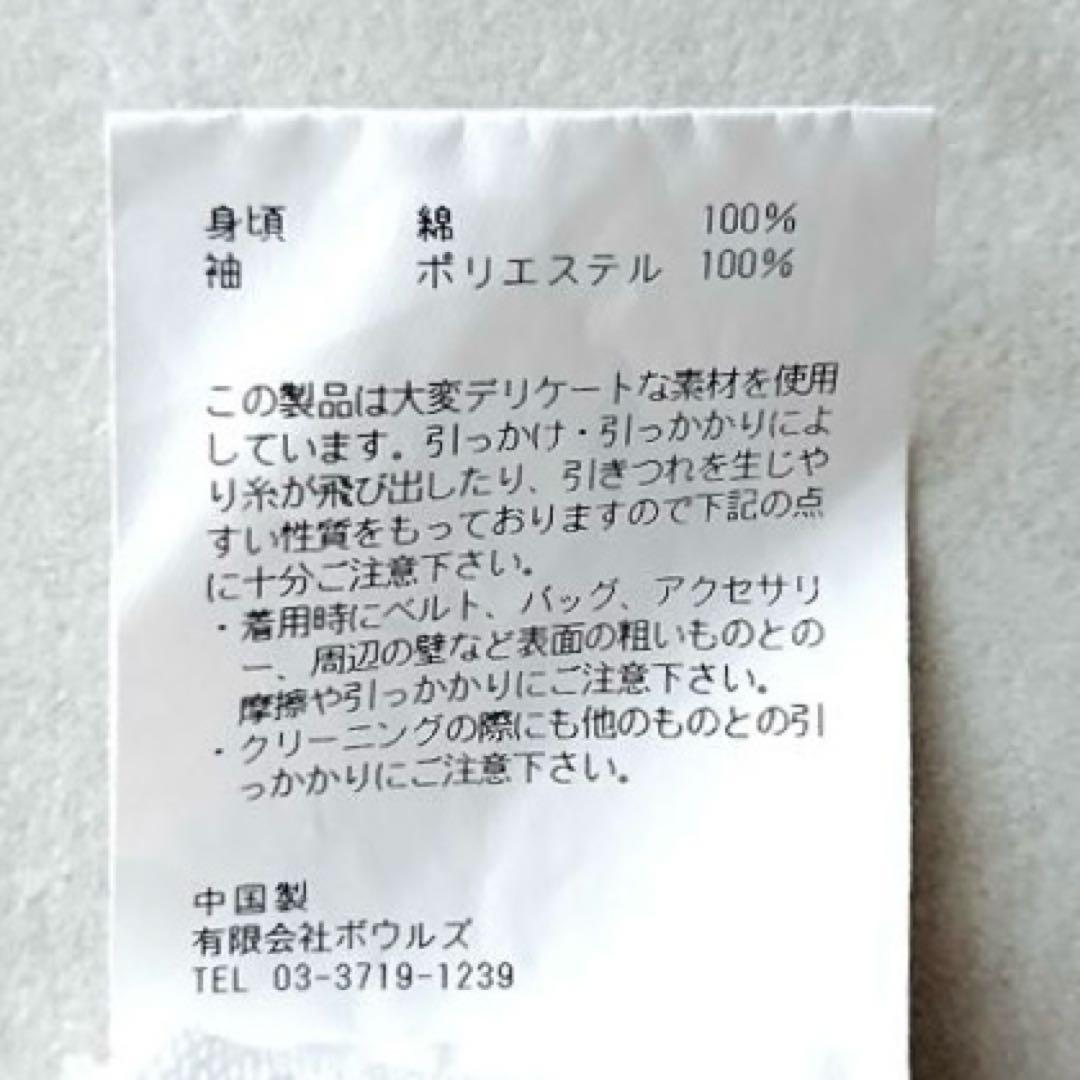 身頃 綿 100%
袖 ポリエステル 100%
この製品は大変デリケートな素材を使用
しています。引っかけ・引っかかりによ
り糸が飛び出したり、引きつれを生じや
すい性質をもっておりますので下記の点
に十分ご注意下さい。
・着用時にベルト、バッグ、アクセサリ
ー、周辺の壁など表面の粗いものとの
摩擦や引っかかりにご注意下さい。
・クリーニングの際にも他のものとの引
っかかりにご注意下さい。
中国製
有限会社ボウルズ
TEL 03-3719-1239